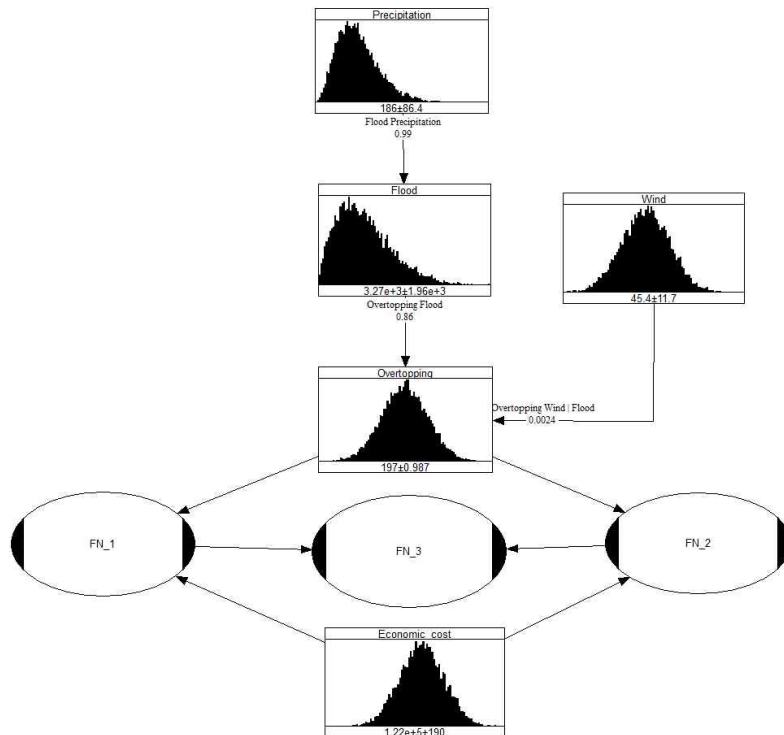 Precipitation
186±86.4
Flood Precipitation
0.99
Flood
Wind
3.27e+3±1.96e+3
45.4±11.7
Overtopping Flood
0.86
Overtopping
Overtopping Wind | Flood
0.0024
197±0.987
FN_1
FN_3
FN_2
Economic cost
1.22e+5±190